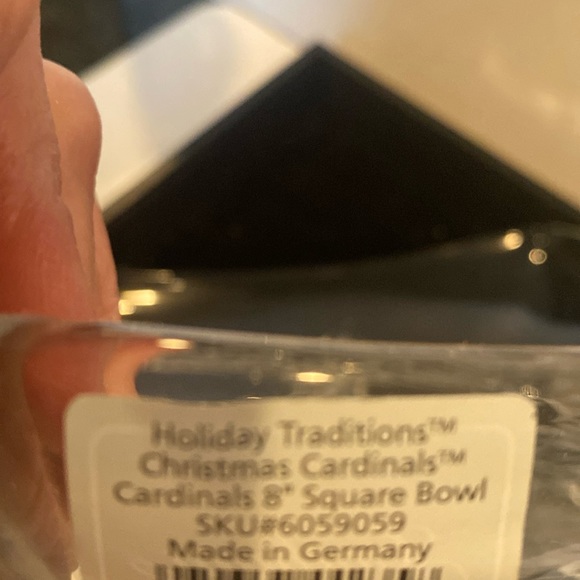 Holiday Traditions™
Christmas Cardinals™
Cardinals 8" Square Bowl
SKU#6059059
Made in Germany